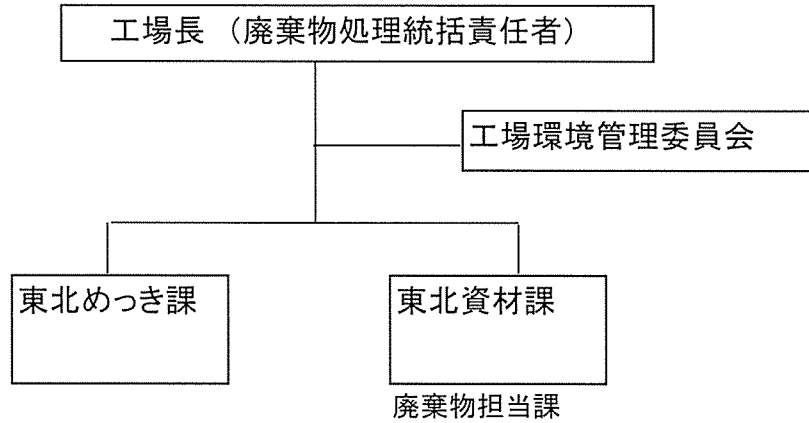 工場長 (廃棄物処理統括責任者)
工場環境管理委員会
東北めっき課
東北資材課
廃棄物担当課